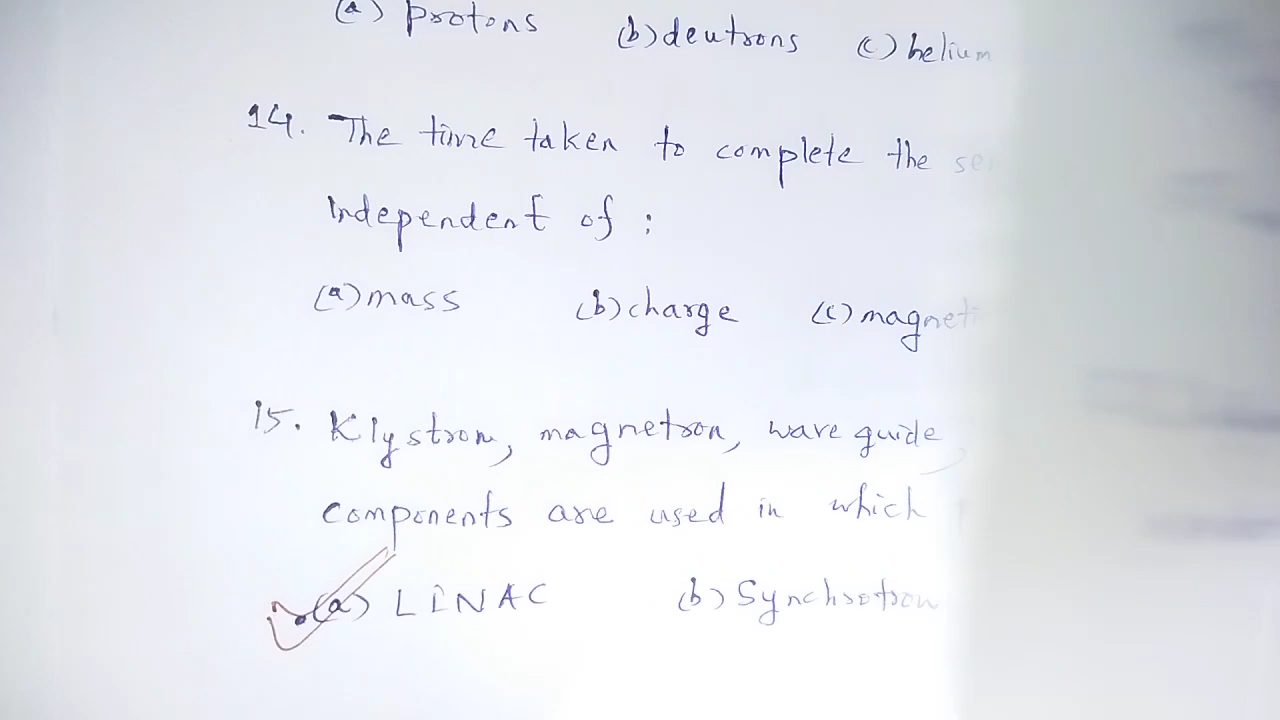 (a) protons (b) deutrons (c) helium
14. The time taken to complete the
independent of :
(a) mass (b) charge (c) magneti
15. Klystron, magnetron, wave guide
components are used in which
(a) LINAC (b) Synchrotron